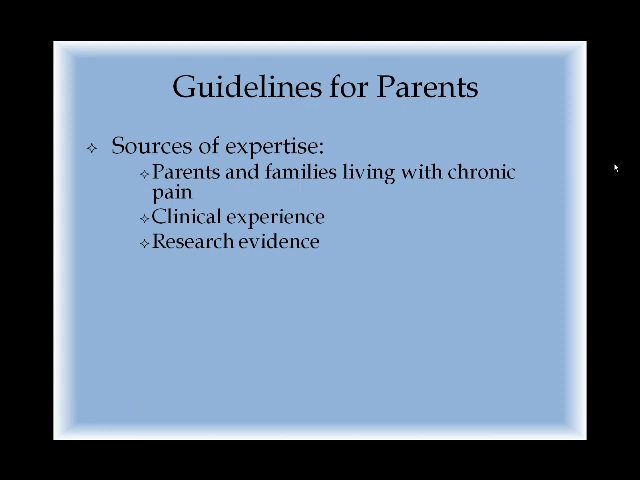 Guidelines for Parents
Sources of expertise:
Parents and families living with chronic
pain
Clinical experience
Research evidence